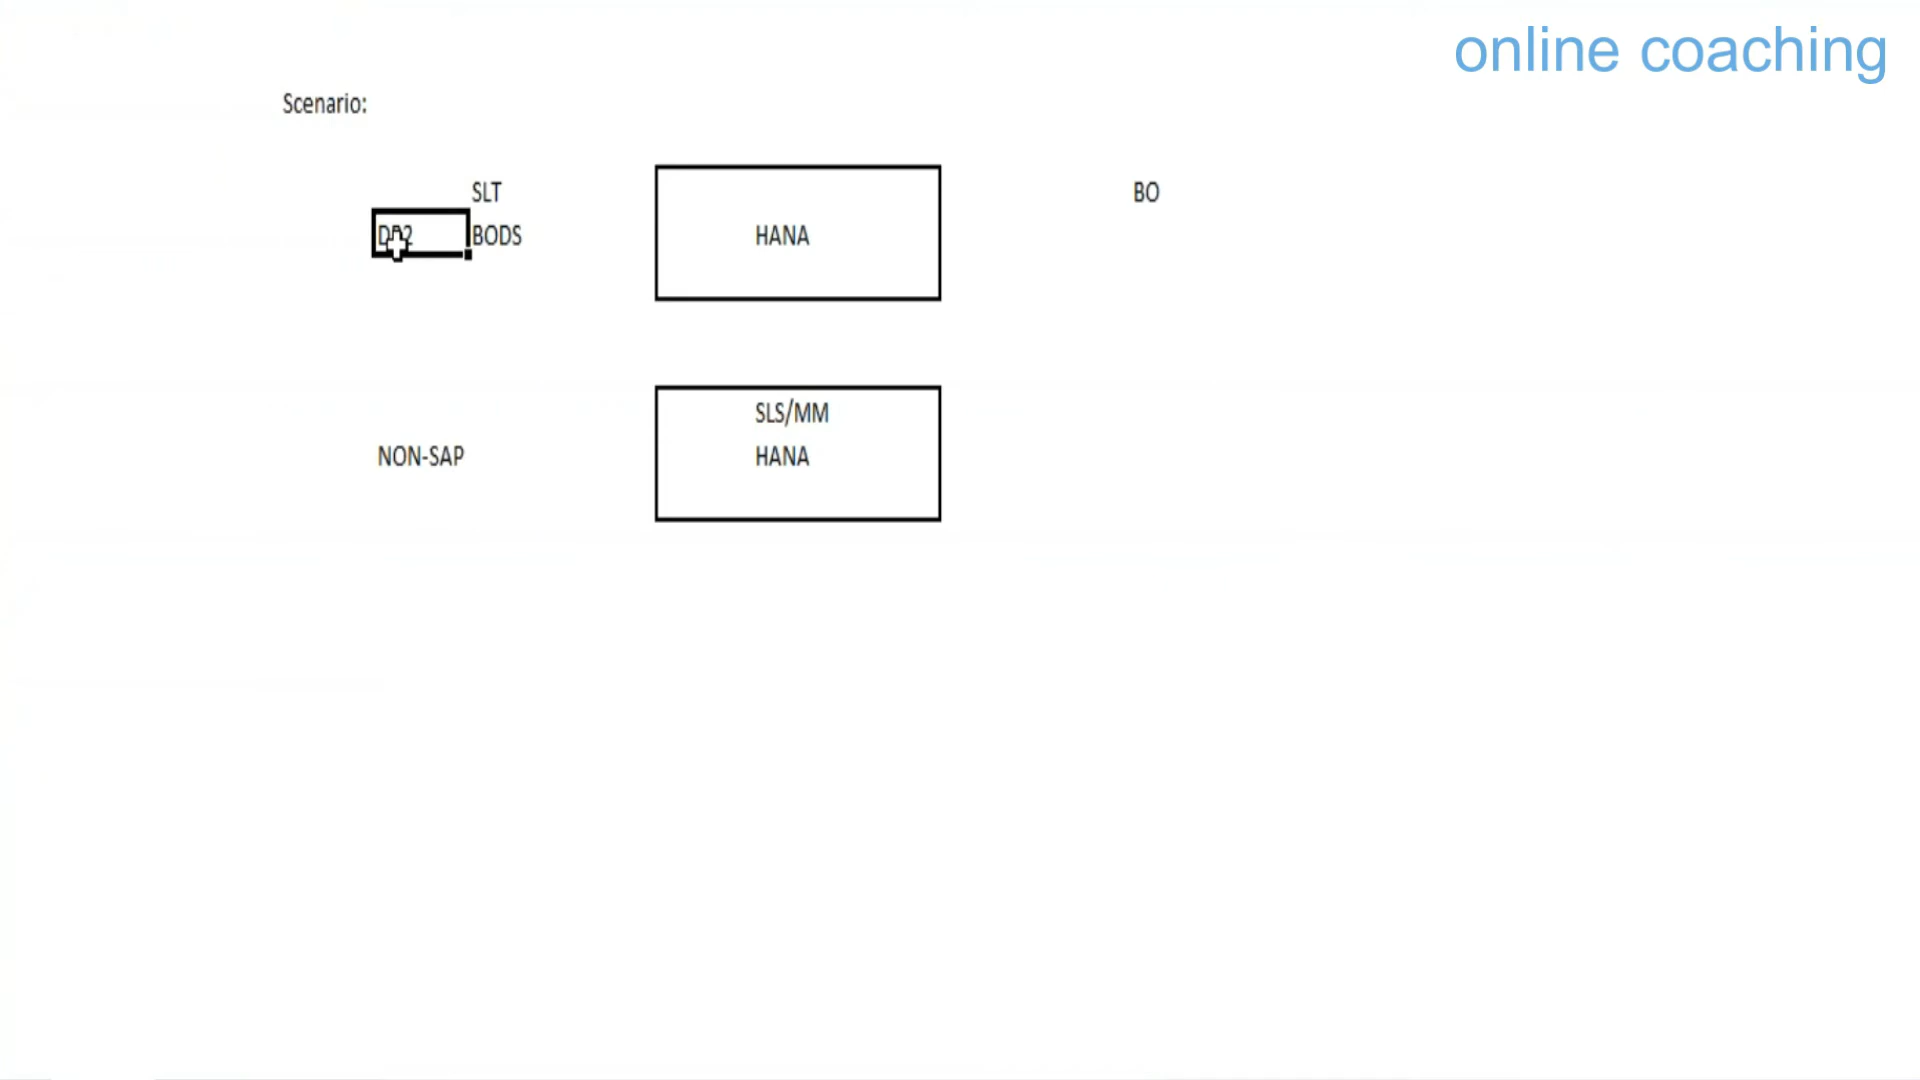 online coaching
Scenario:
SLT
BO
BODS
HANA
SLS/MM
NON-SAP
HANA